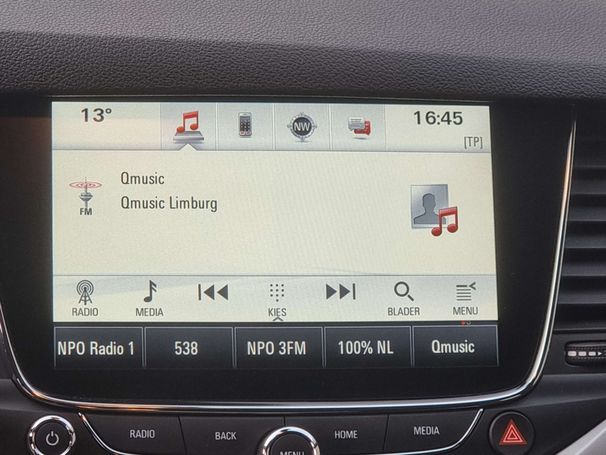 13° NW 16:45
[TP]
Qmusic
FM Qmusic Limburg
RADIO MEDIA KIES BLADER MENU
NPO Radio 1 538 NPO 3FM 100% NL Qmusic
RADIO BACK MENU HOME MEDIA